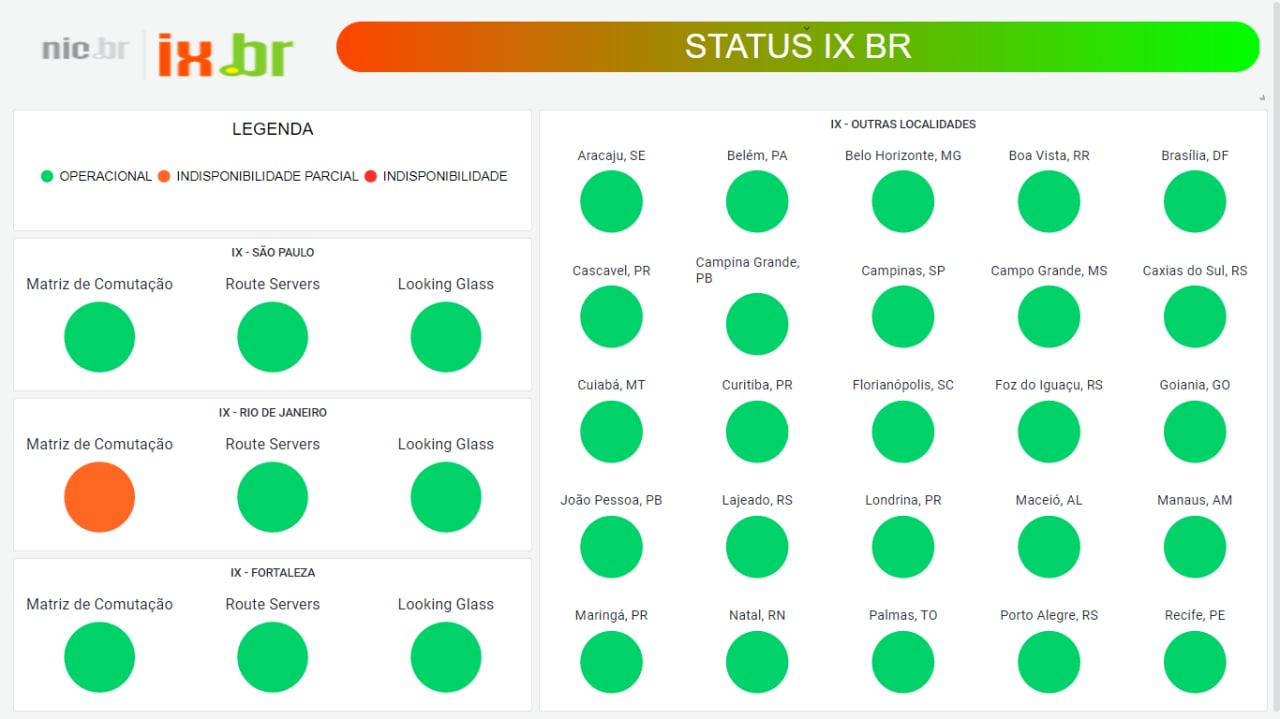 nic.br
ix.br
STATUS IX BR
LEGENDA
OPERACIONAL
INDISPONIBILIDADE PARCIAL
INDISPONIBILIDADE
IX - SÃO PAULO
Matriz de Comutação
Route Servers
Looking Glass
IX - RIO DE JANEIRO
Matriz de Comutação
Route Servers
Looking Glass
IX - FORTALEZA
Matriz de Comutação
Route Servers
Looking Glass
IX - OUTRAS LOCALIDADES
Aracaju, SE
Belém, PA
Belo Horizonte, MG
Boa Vista, RR
Brasília, DF
Cascavel, PR
Campina Grande,
PB
Campinas, SP
Campo Grande, MS
Caxias do Sul, RS
Cuiabá, MT
Curitiba, PR
Florianópolis, SC
Foz do Iguaçu, RS
Goiania, GO
João Pessoa, PB
Lajeado, RS
Londrina, PR
Maceió, AL
Manaus, AM
Maringá, PR
Natal, RN
Palmas, TO
Porto Alegre, RS
Recife, PE